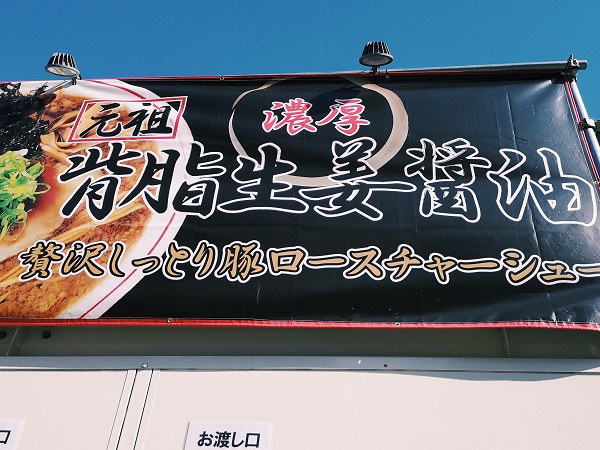 元祖
濃厚
背脂生姜醤油
贅沢しっとり豚ロースチャーシュー
口
お渡し口